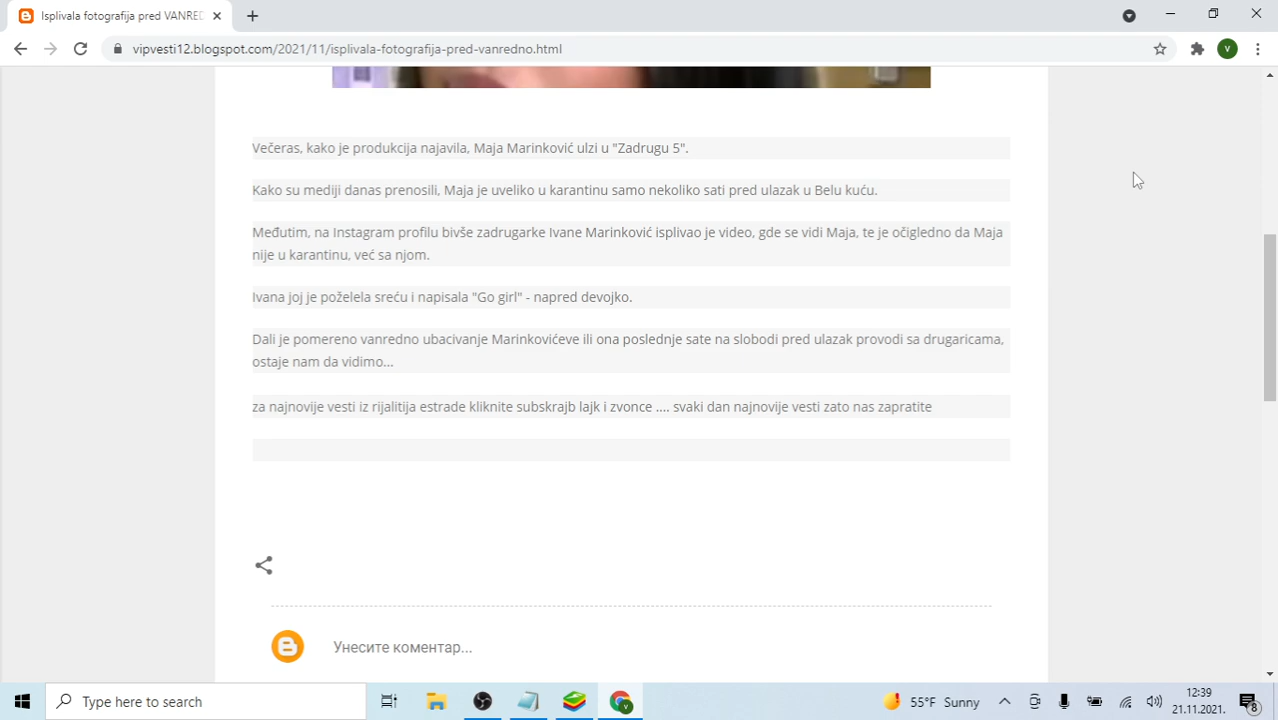 Isplivala fotografija pred VANRED
vipvesti12.blogspot.com/2021/11/isplivala-fotografija-pred-vanredno.html
V
Večeras, kako je produkcija najavila, Maja Marinković ulzi u "Zadrugu 5".
Kako su mediji danas prenosili, Maja je uveliko u karantinu samo nekoliko sati pred ulazak u Belu kuću.
Međutim, na Instagram profilu bivše zadrugarke Ivane Marinković isplivao je video, gde se vidi Maja, te je očigledno da Maja
nije u karantinu, već sa njom.
Ivana joj je poželela sreću i napisala "Go girl" - napred devojko.
Dali je pomereno vanredno ubacivanje Marinkovićeve ili ona poslednje sate na slobodi pred ulazak provodi sa drugaricama,
ostaje nam da vidimo...
za najnovije vesti iz rijalitija estrade kliknite subskrajb lajk i zvonce .... svaki dan najnovije vesti zato nas zapratite
Унесите коментар...
Type here to search
V
55°F Sunny
12:39
21.11.2021.
8